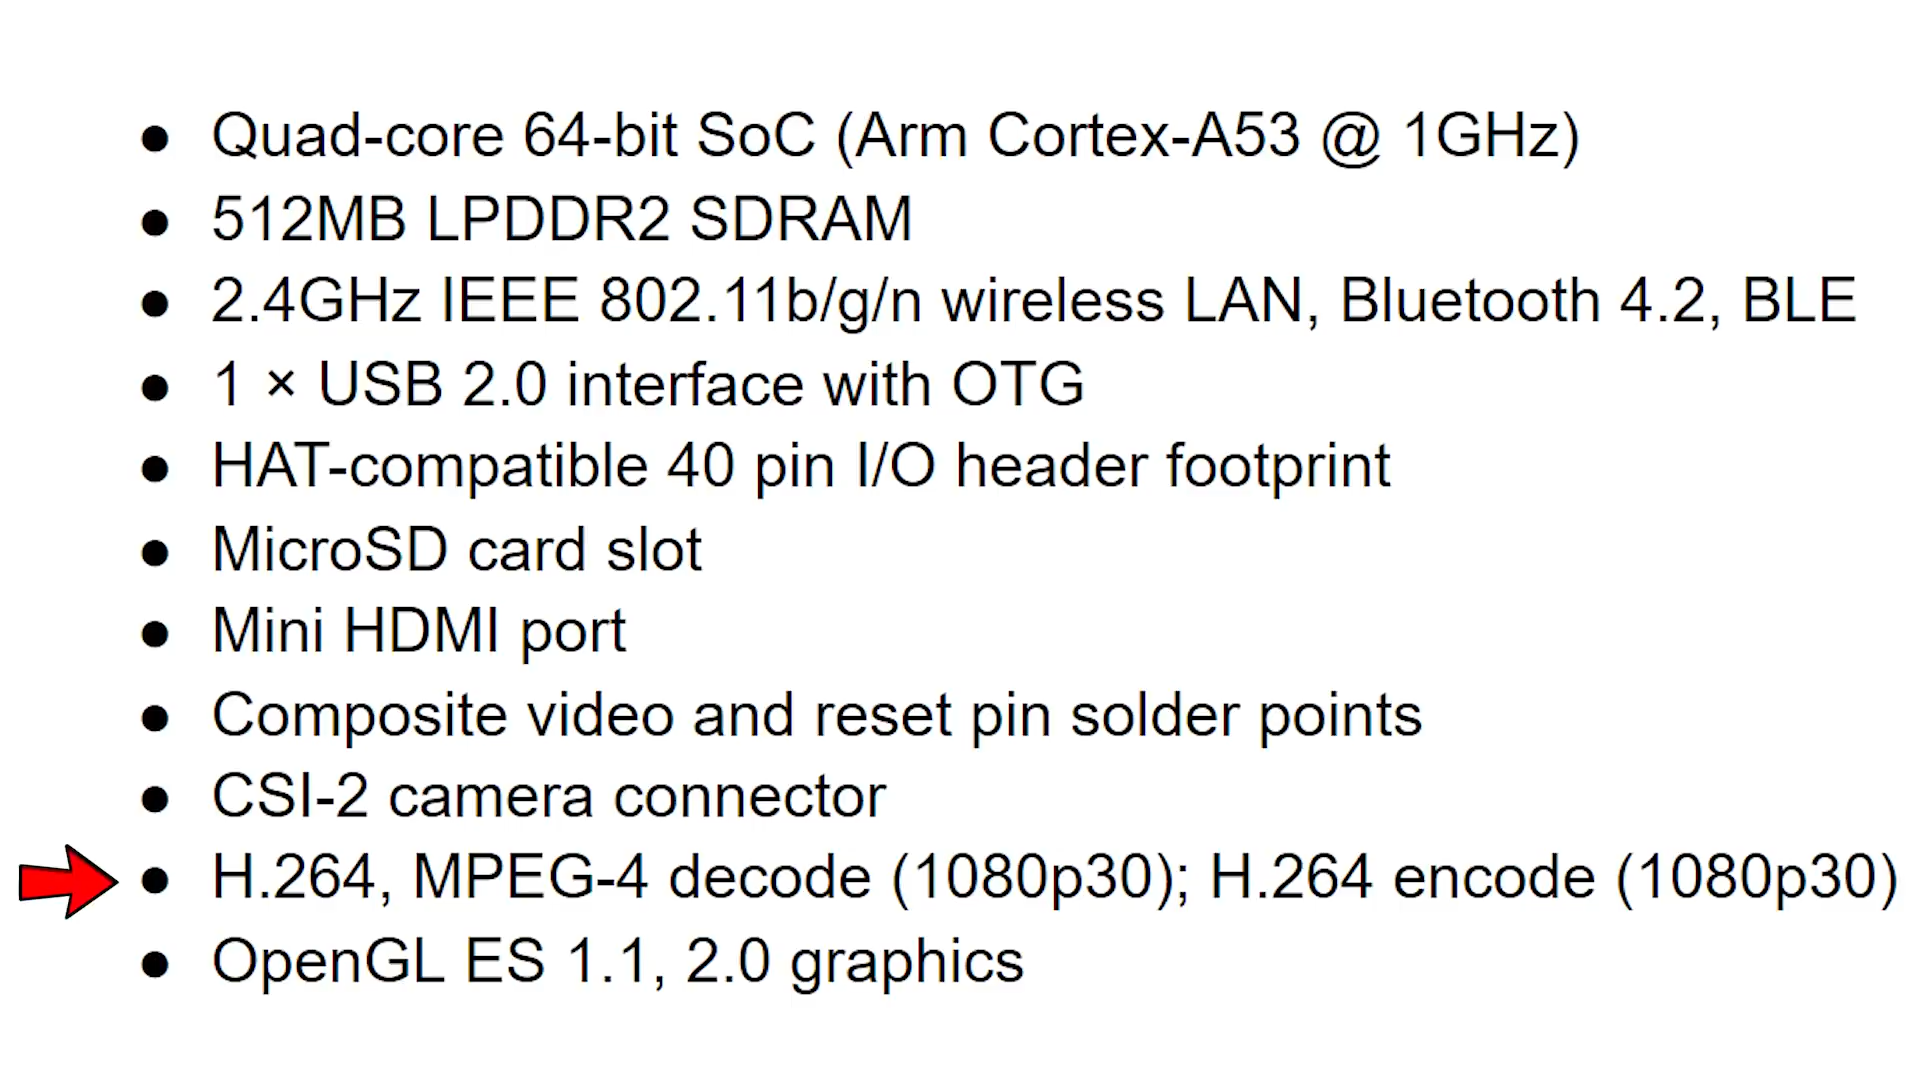 ● Quad-core 64-bit SoC (Arm Cortex-A53 @ 1GHz)
● 512MB LPDDR2 SDRAM
● 2.4GHz IEEE 802.11b/g/n wireless LAN, Bluetooth 4.2, BLE
● 1 × USB 2.0 interface with OTG
● HAT-compatible 40 pin I/O header footprint
● MicroSD card slot
● Mini HDMI port
● Composite video and reset pin solder points
● CSI-2 camera connector
● H.264, MPEG-4 decode (1080p30); H.264 encode (1080p30)
● OpenGL ES 1.1, 2.0 graphics